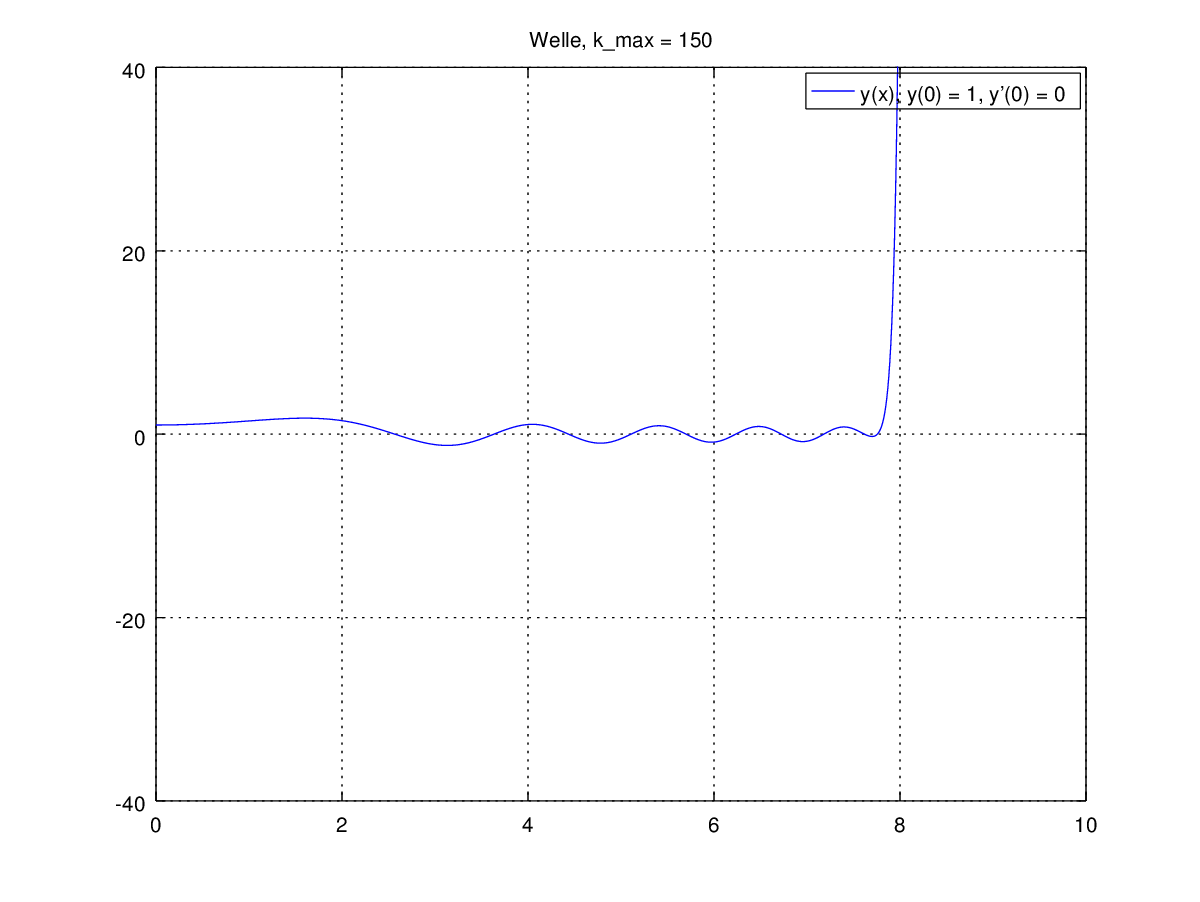 Welle, k_max = 150
y(x), y(0) = 1, y'(0) = 0
40
20
0
-20
-40
0 2 4 6 8 10